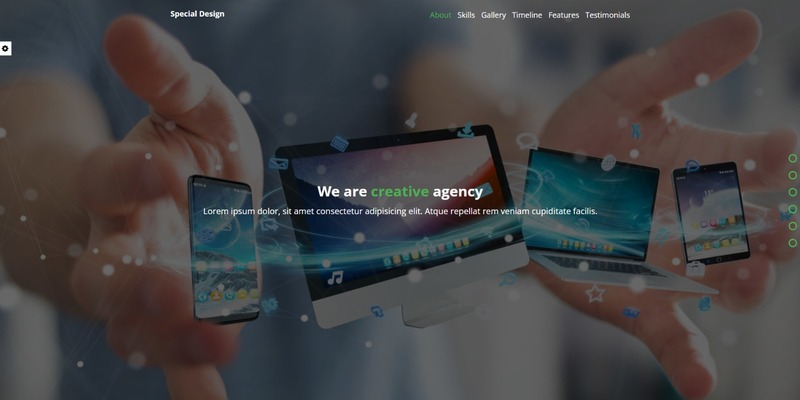 Special Design
About Skills Gallery Timeline Features Testimonials
We are creative agency
Lorem ipsum dolor, sit amet consectetur adipisicing elit. Atque repellat rem veniam cupiditate facilis.